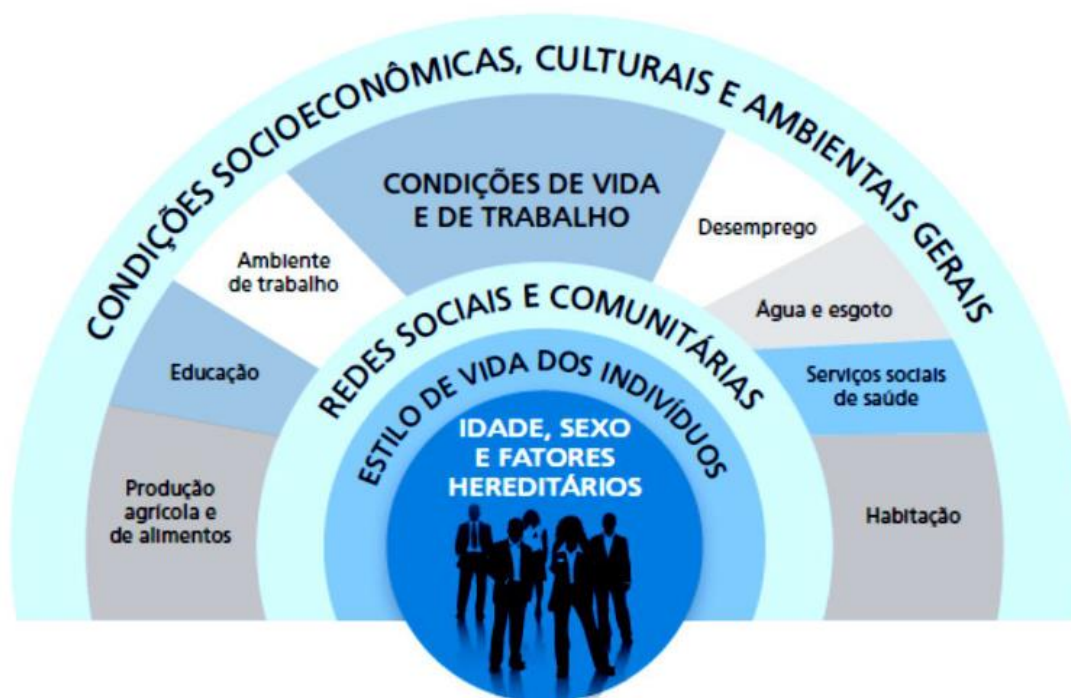 CONDIÇÕES SOCIOECONÔMICAS, CULTURAIS E AMBIENTAIS GERAIS
CONDIÇÕES DE VIDA
E DE TRABALHO
Desemprego
Ambiente
de trabalho
Água e esgoto
Educação
Serviços sociais
de saúde
Produção
agrícola e
de alimentos
Habitação
REDES SOCIAIS E COMUNITÁRIAS
ESTILO DE VIDA DOS INDIVÍDUOS
IDADE, SEXO
E FATORES
HEREDITÁRIOS